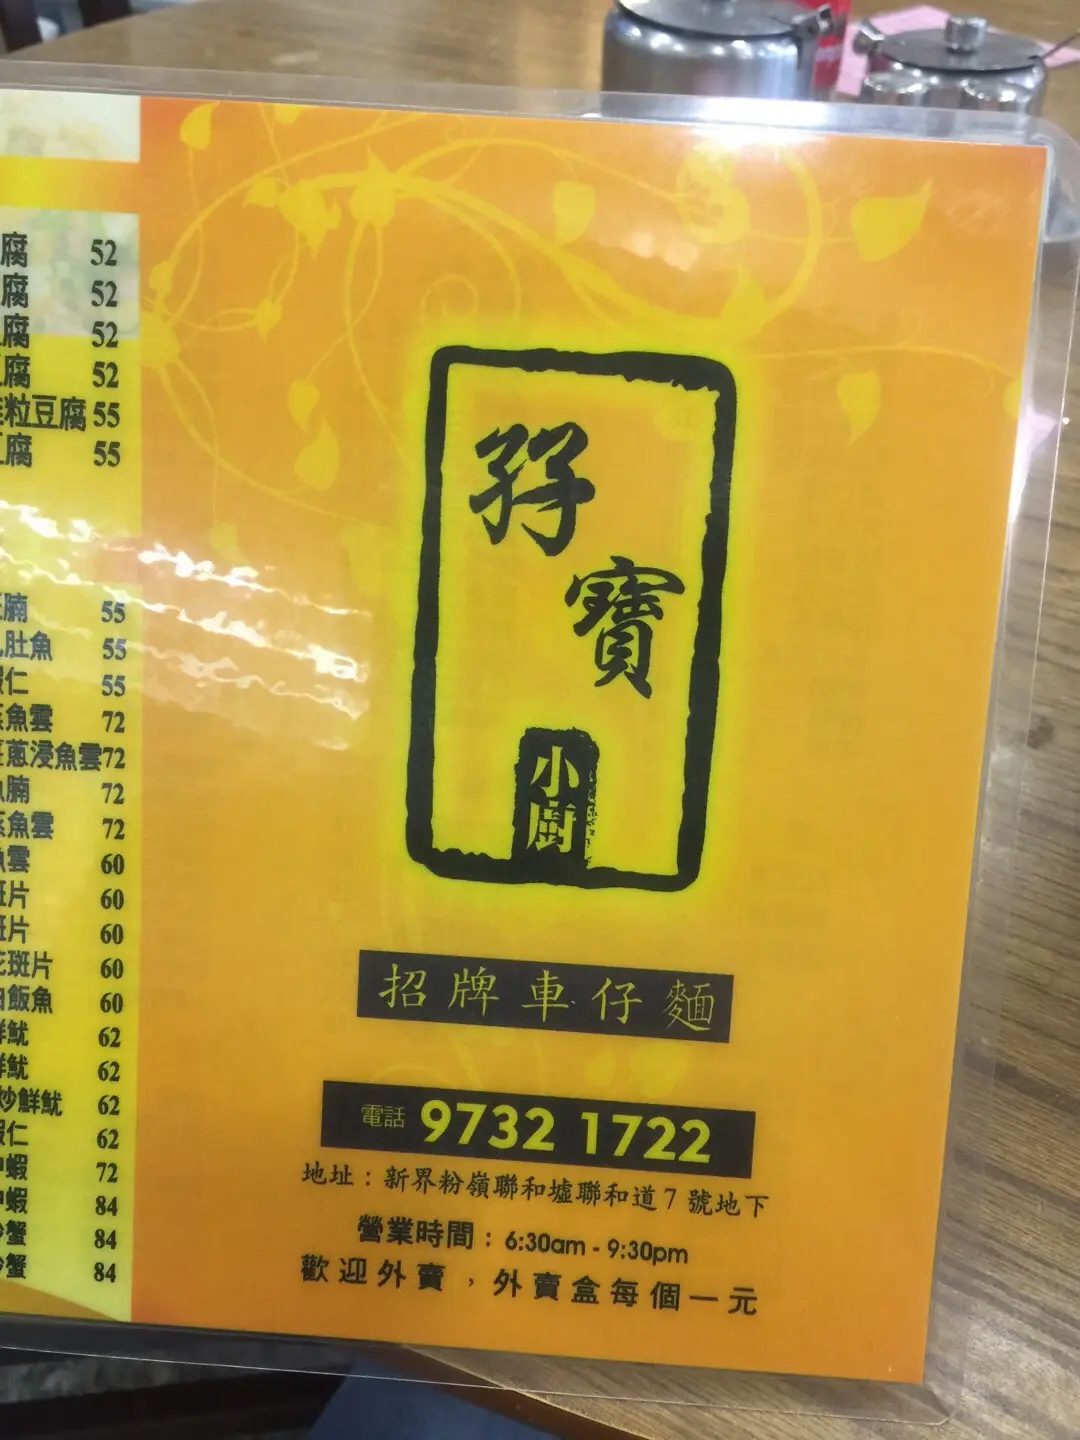 腐 52
腐 52
腐 52
腐 52
粒豆腐 55
腐 55
腩 55
肚魚 55
仁 55
魚雲 72
蔥浸魚雲 72
腩 72
魚雲 72
雲 60
片 60
片 60
斑片 60
飯魚 60
魷 62
魷 62
炒鮮魷 62
仁 62
蝦 72
蝦 84
蟹 84
蟹 84
孖
寶
小
廚
招牌車仔麵
電話 9732 1722
地址：新界粉嶺聯和墟聯和道7號地下
營業時間：6:30am - 9:30pm
歡迎外賣，外賣盒每個一元